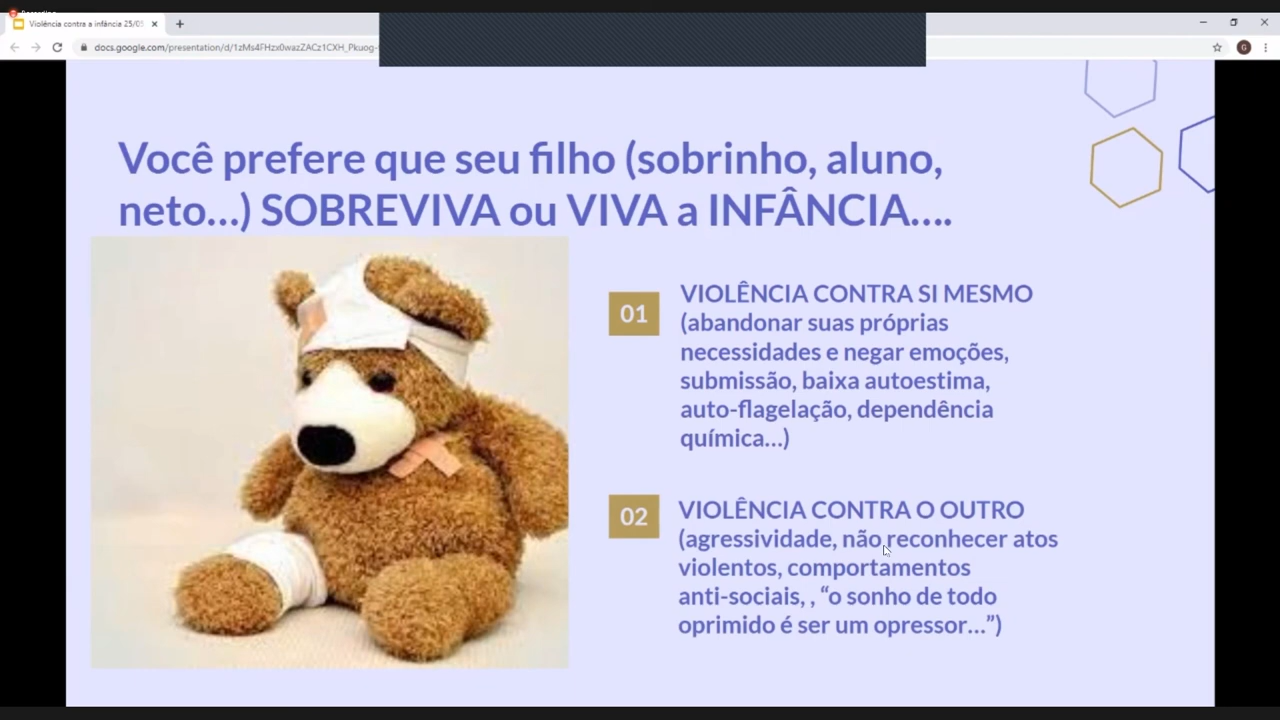 Violência contra a infância 25/05
docs.google.com/presentation/d/1zMs4FHzx0wazZACz1CXH_Pkuog-
G
Você prefere que seu filho (sobrinho, aluno,
neto...) SOBREVIVA ou VIVA a INFÂNCIA....
01
VIOLÊNCIA CONTRA SI MESMO
(abandonar suas próprias
necessidades e negar emoções,
submissão, baixa autoestima,
auto-flagelação, dependência
química...)
02
VIOLÊNCIA CONTRA O OUTRO
(agressividade, não reconhecer atos
violentos, comportamentos
anti-sociais, , “o sonho de todo
oprimido é ser um opressor...”)